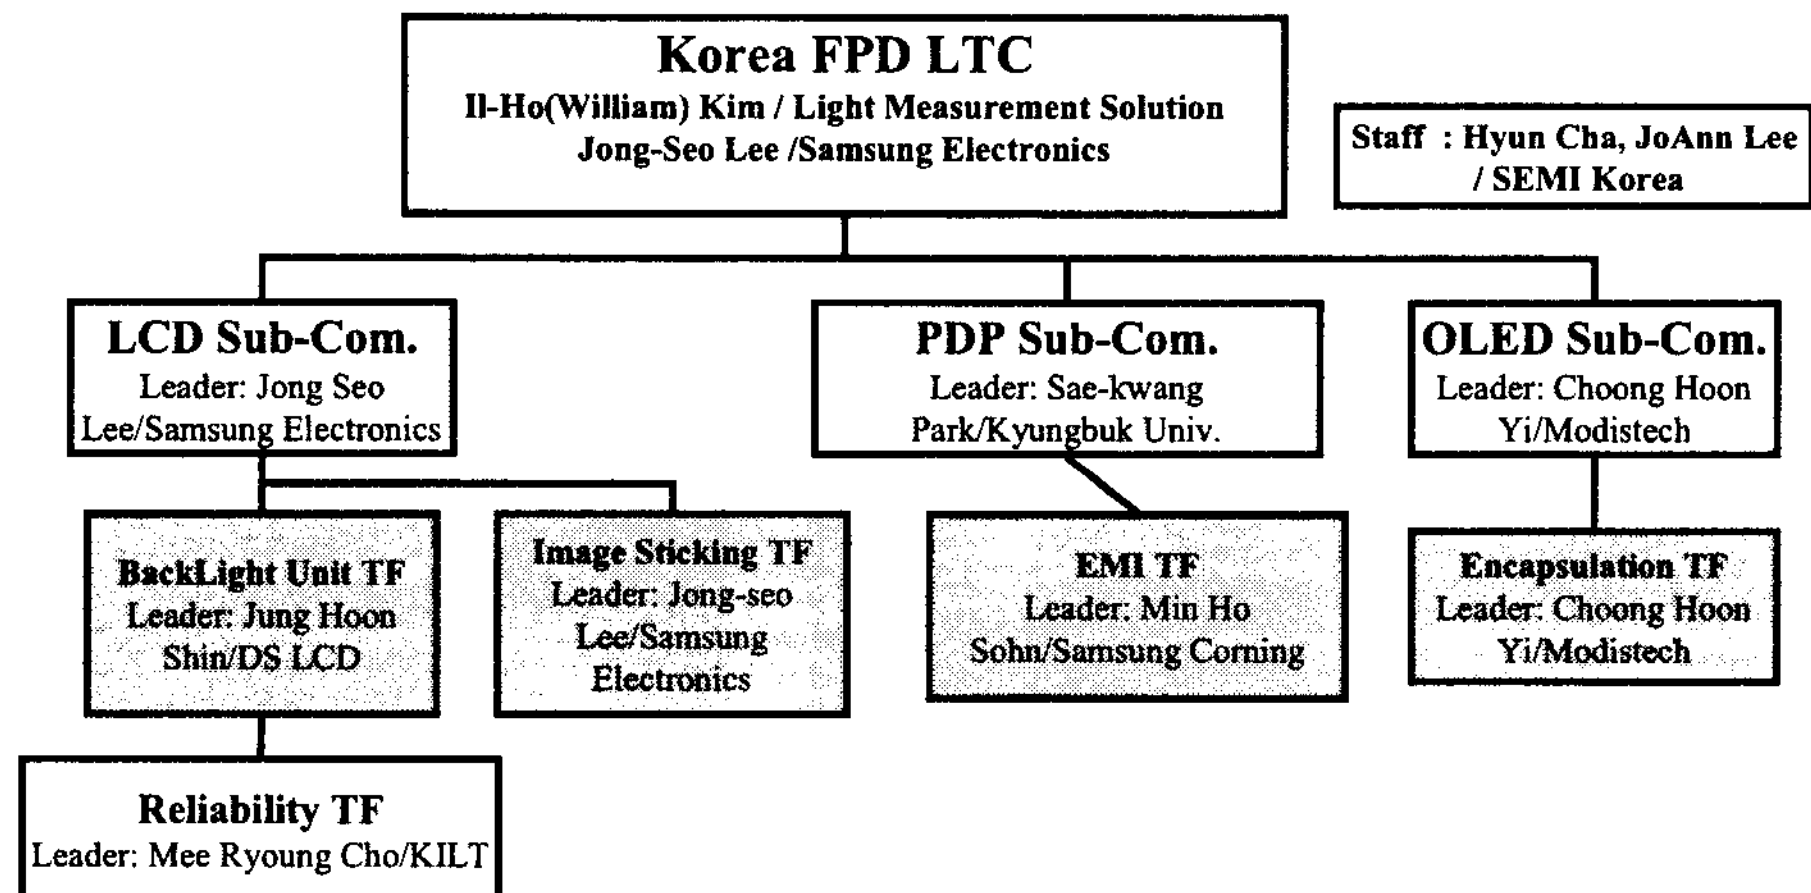 Korea FPD LTC
Il-Ho(William) Kim / Light Measurement Solution
Jong-Seo Lee /Samsung Electronics
Staff : Hyun Cha, JoAnn Lee
/ SEMI Korea
LCD Sub-Com.
Leader: Jong Seo
Lee/Samsung Electronics
PDP Sub-Com.
Leader: Sae-kwang
Park/Kyungbuk Univ.
OLED Sub-Com.
Leader: Choong Hoon
Yi/Modistech
BackLight Unit TF
Leader: Jung Hoon
Shin/DS LCD
Image Sticking TF
Leader: Jong-seo
Lee/Samsung
Electronics
EMI TF
Leader: Min Ho
Sohn/Samsung Corning
Encapsulation TF
Leader: Choong Hoon
Yi/Modistech
Reliability TF
Leader: Mee Ryoung Cho/KILT